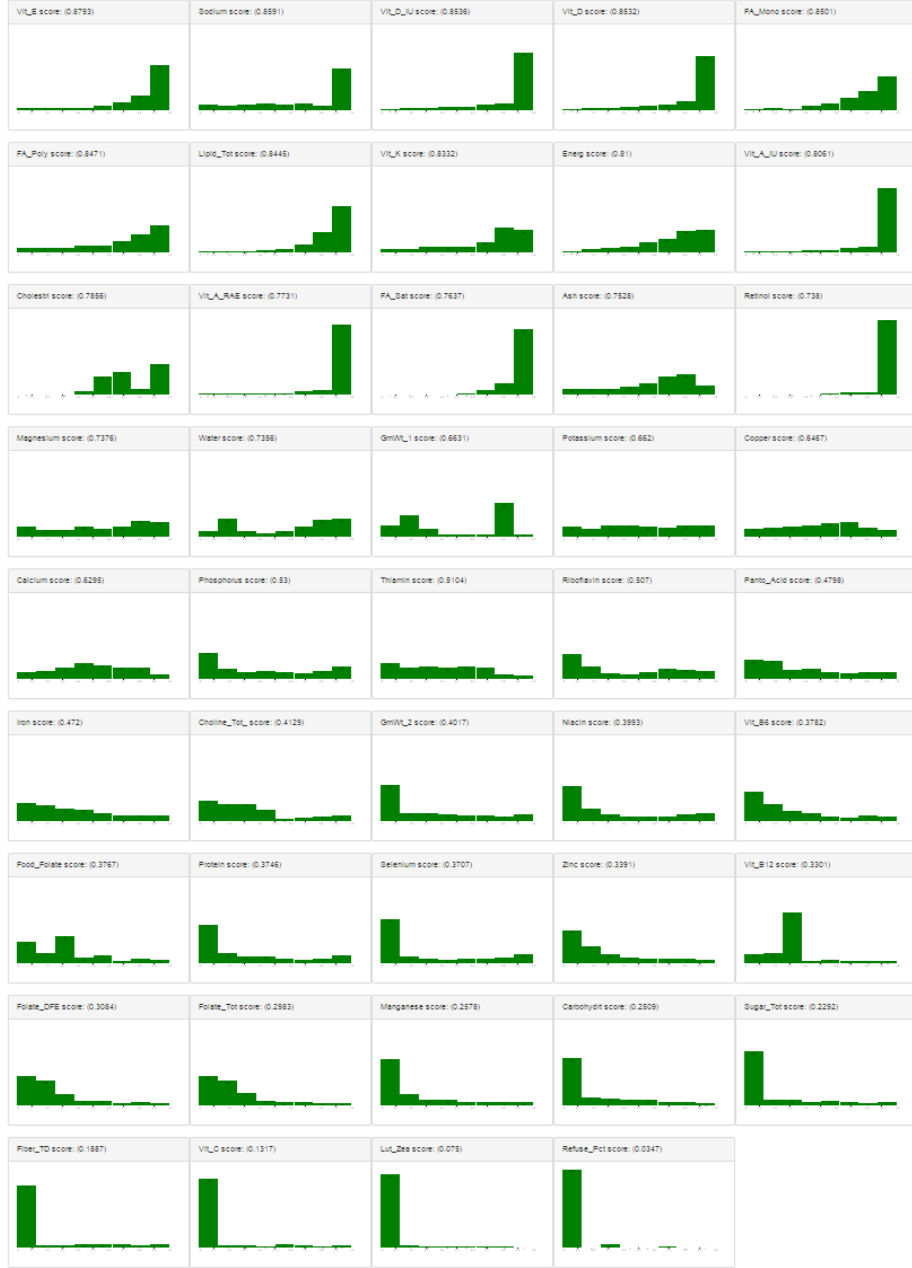 Vit_E score: (0.8793)
Sodium score: (0.8591)
Vit_D_IU score: (0.8536)
Vit_D score: (0.8532)
FA_Mono score: (0.8501)
FA_Poly score: (0.8471)
Lipid_Tot score: (0.8445)
Vit_K score: (0.8332)
Energ score: (0.81)
Vit_A_IU score: (0.8061)
Cholestrl score: (0.7856)
Vit_A_RAE score: (0.7731)
FA_Sat score: (0.7637)
Ash score: (0.7528)
Retinol score: (0.738)
Magnesium score: (0.7376)
Water score: (0.7356)
GmWt_1 score: (0.6631)
Potassium score: (0.662)
Copper score: (0.6467)
Calcium score: (0.6295)
Phosphorus score: (0.53)
Thiamin score: (0.5104)
Riboflavin score: (0.507)
Panto_Acid score: (0.4798)
Iron score: (0.472)
Choline_Tot_ score: (0.4129)
GmWt_2 score: (0.4017)
Niacin score: (0.3993)
Vit_B6 score: (0.3782)
Food_Folate score: (0.3767)
Protein score: (0.3746)
Selenium score: (0.3707)
Zinc score: (0.3391)
Vit_B12 score: (0.3301)
Folate_DFE score: (0.3084)
Folate_Tot score: (0.2983)
Manganese score: (0.2578)
Carbohydrt score: (0.2509)
Sugar_Tot score: (0.2292)
Fiber_TD score: (0.1887)
Vit_C score: (0.1317)
Lut_Zea score: (0.075)
Refuse_Pct score: (0.0347)